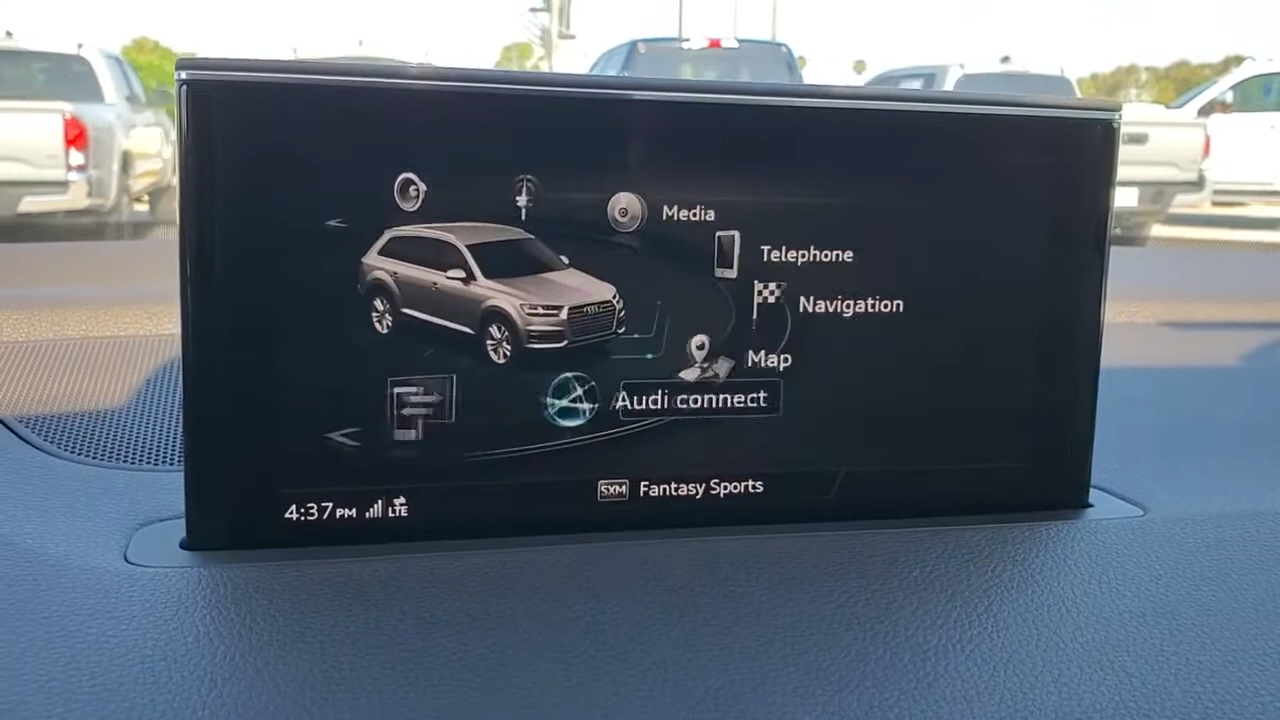 Media
Telephone
Navigation
Map
Audi connect
SXM Fantasy Sports
4:37 PM LTE